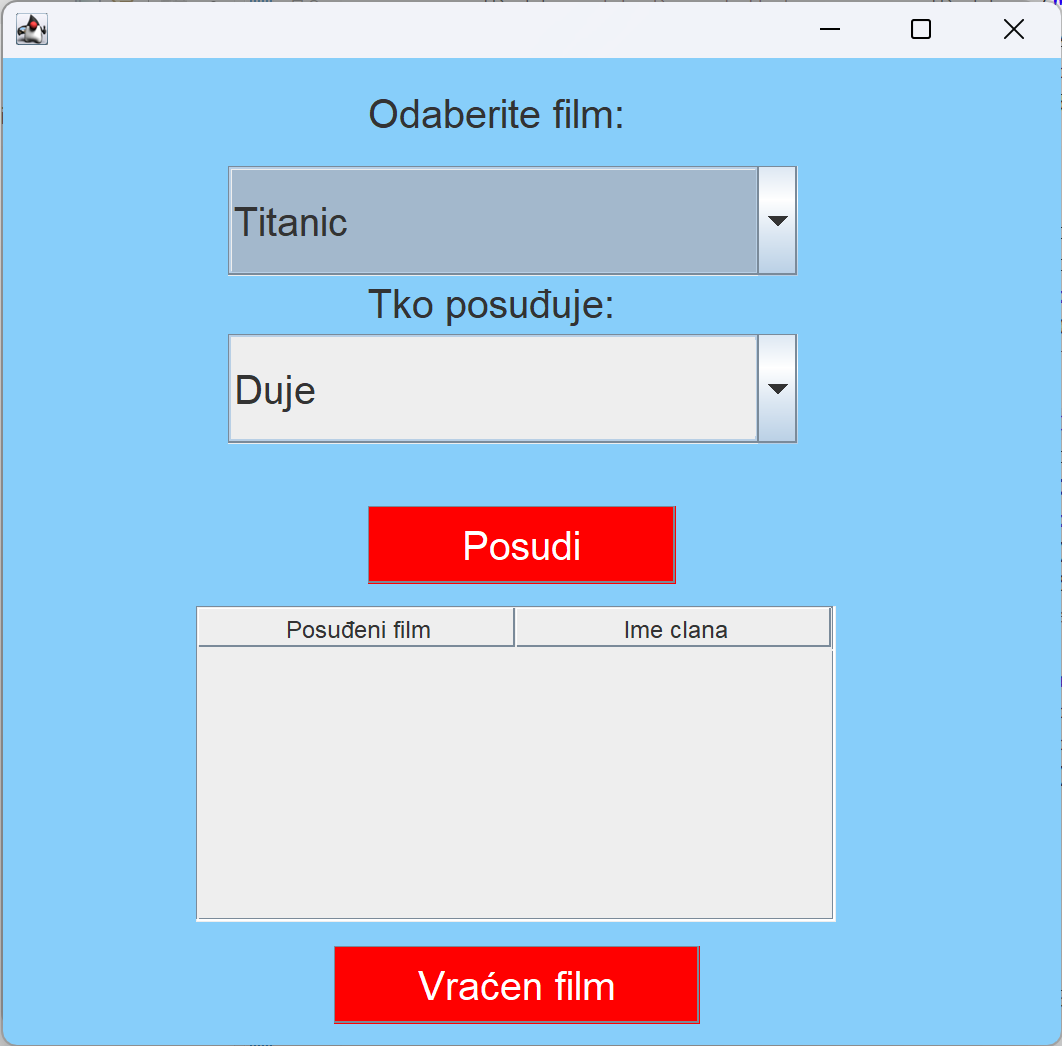 Odaberite film:
Titanic
Tko posuđuje:
Duje
Posudi
Posuđeni film Ime clana
Vraćen film